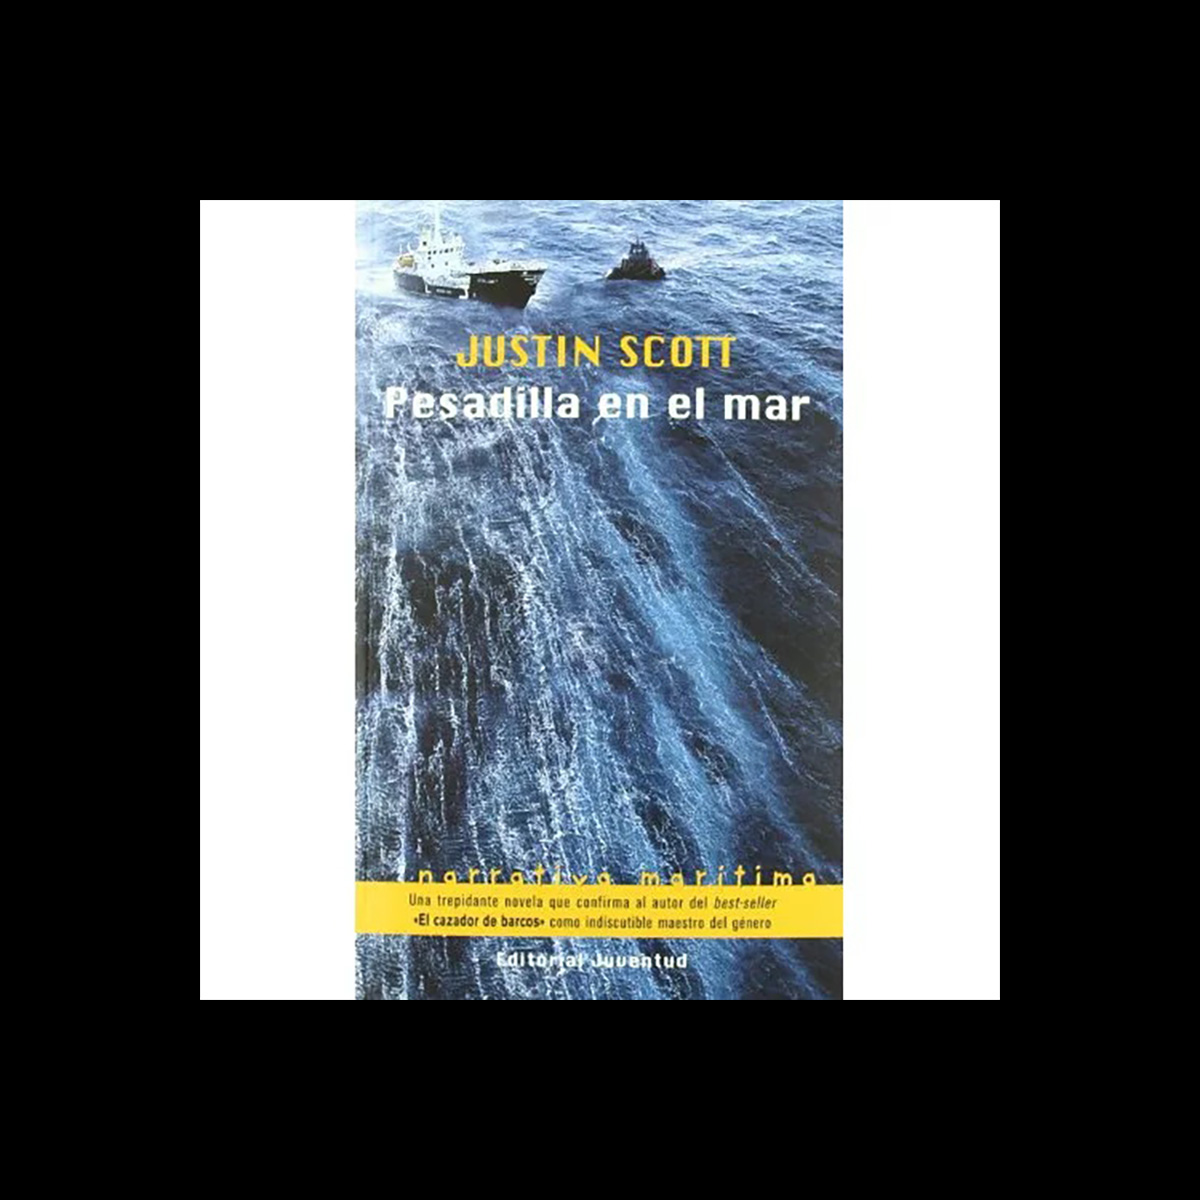 JUSTIN SCOTT
Pesadilla en el mar
narrativa marítima
Una trepidante novela que confirma al autor del best-seller
«El cazador de barcos» como indiscutible maestro del género
Editorial Juventud